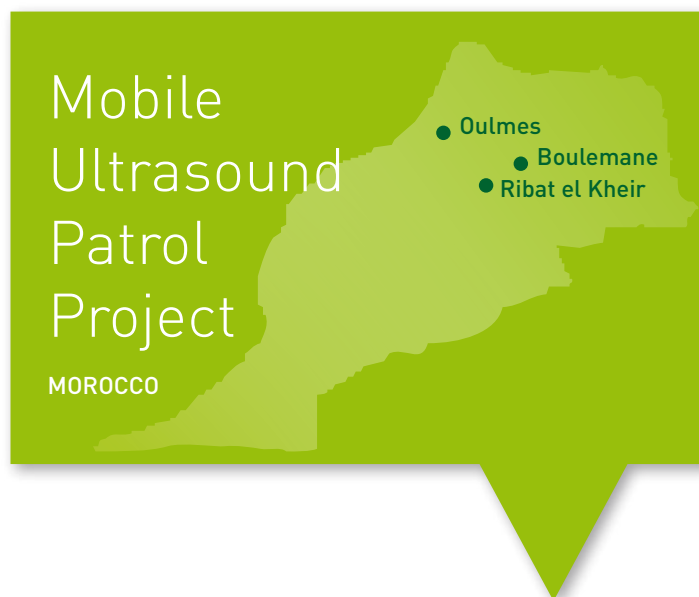 Mobile
Ultrasound
Patrol
Project
MOROCCO
Oulmes
Boulemane
Ribat el Kheir